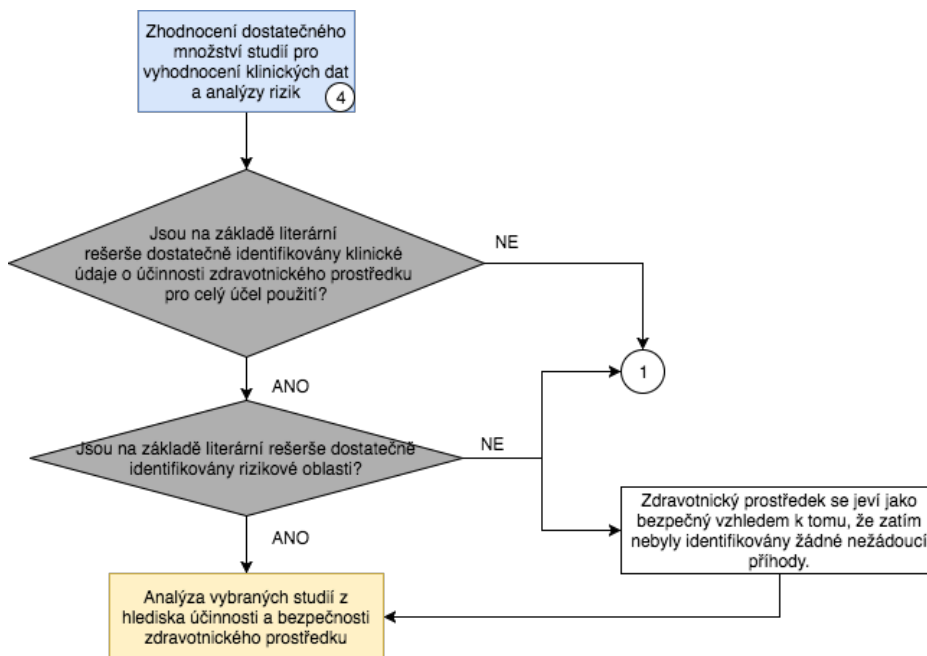 Zhodnocení dostatečného
množství studií pro
vyhodnocení klinických dat
a analýzy rizik
4
Jsou na základě literární
rešerše dostatečně identifikovány klinické
údaje o účinnosti zdravotnického prostředku
pro celý účel použití?
NE
1
ANO
Jsou na základě literární rešerše dostatečně
identifikovány rizikové oblasti?
NE
Zdravotnický prostředek se jeví jako
bezpečný vzhledem k tomu, že zatím
nebyly identifikovány žádné nežádoucí
příhody.
ANO
Analýza vybraných studií z
hlediska účinnosti a bezpečnosti
zdravotnického prostředku